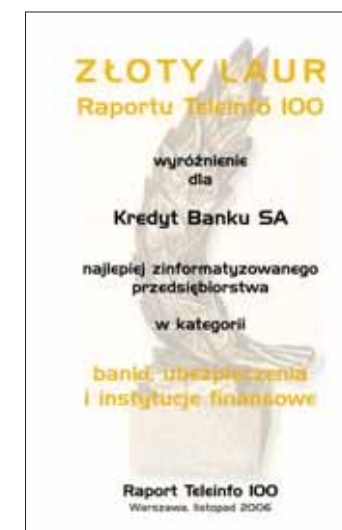 ZŁOTY LAUR
Raportu Teleinfo 100
wyróżnienie
dla
Kredyt Banku SA
najlepiej zinformatyzowanego
przedsiębiorstwa
w kategorii
banki, ubezpieczenia
i instytucje finansowe
Raport Teleinfo 100
Warszawa, listopad 2006